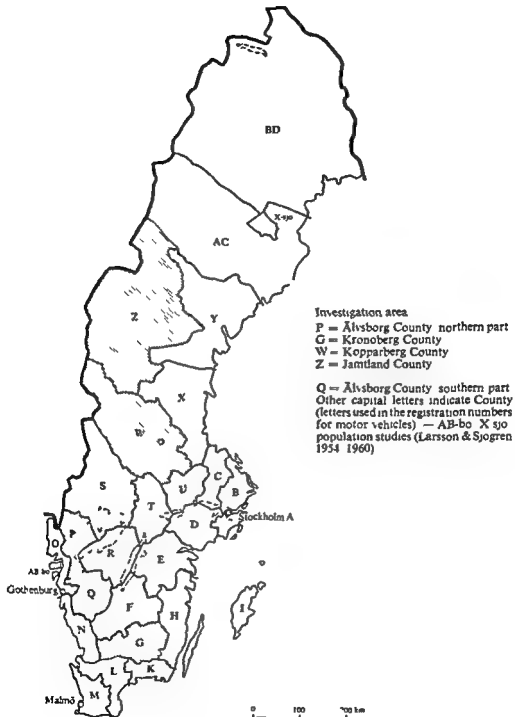 BD
X-sjo
AC
Z
Y
X
W
S
U
C
B
T
D
Stockholm A
O
P
R
E
AB-bo
Gothenburg
Q
F
H
I
N
G
L
K
M
Malmö
Investigation area
P = Älvsborg County northern part
G = Kronoberg County
W = Kopparberg County
Z = Jamtland County
Q = Älvsborg County southern part
Other capital letters indicate County
(letters used in the registration numbers
for motor vehicles) — AB-bo X sjo
population studies (Larsson & Sjogren
1954 1960)
0 100 200 km